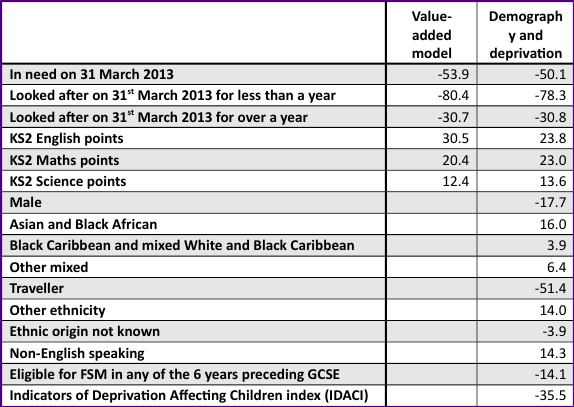 Value-
added
model
Demograph
y and
deprivation
In need on 31 March 2013 -53.9 -50.1
Looked after on 31st March 2013 for less than a year -80.4 -78.3
Looked after on 31st March 2013 for over a year -30.7 -30.8
KS2 English points 30.5 23.8
KS2 Maths points 20.4 23.0
KS2 Science points 12.4 13.6
Male -17.7
Asian and Black African 16.0
Black Caribbean and mixed White and Black Caribbean 3.9
Other mixed 6.4
Traveller -51.4
Other ethnicity 14.0
Ethnic origin not known -3.9
Non-English speaking 14.3
Eligible for FSM in any of the 6 years preceding GCSE -14.1
Indicators of Deprivation Affecting Children index (IDACI) -35.5